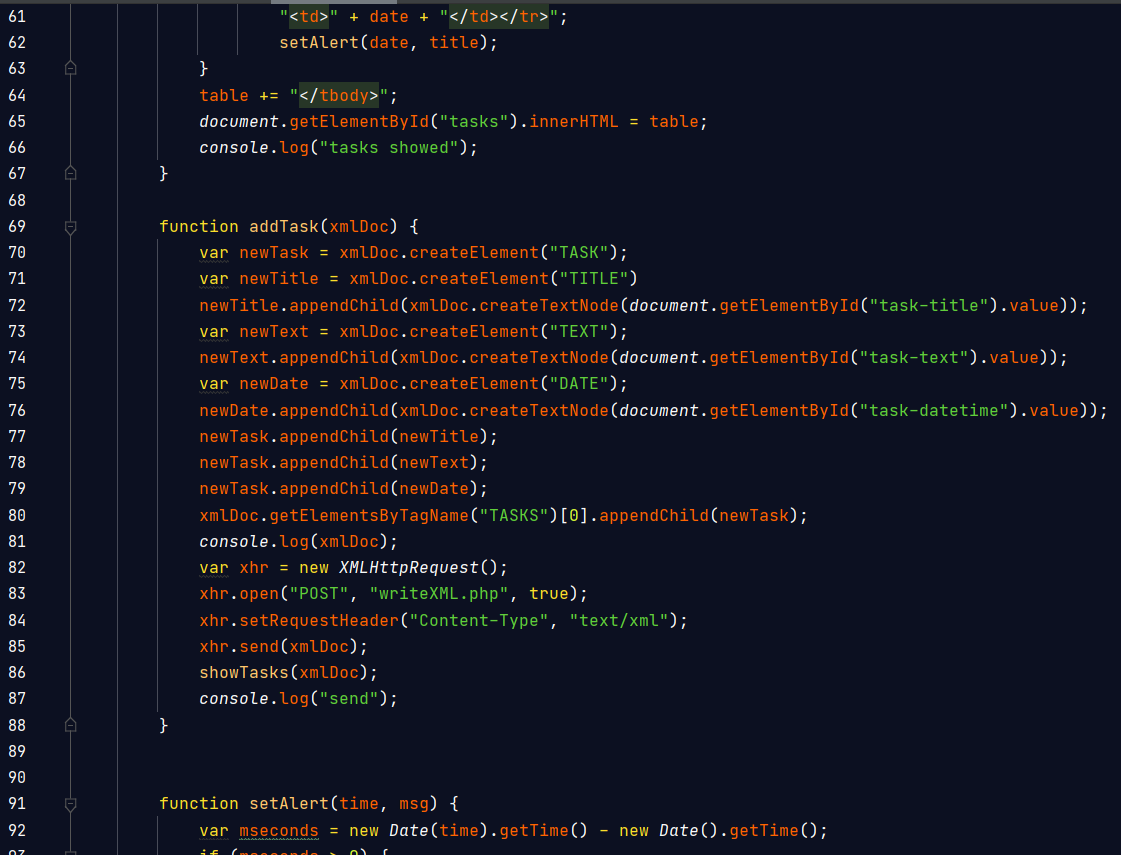 61 "<td>" + date + "</td></tr>";
62 setAlert(date, title);
63 }
64 table += "</tbody>";
65 document.getElementById("tasks").innerHTML = table;
66 console.log("tasks showed");
67 }
68
69 function addTask(xmlDoc) {
70 var newTask = xmlDoc.createElement("TASK");
71 var newTitle = xmlDoc.createElement("TITLE")
72 newTitle.appendChild(xmlDoc.createTextNode(document.getElementById("task-title").value));
73 var newText = xmlDoc.createElement("TEXT");
74 newText.appendChild(xmlDoc.createTextNode(document.getElementById("task-text").value));
75 var newDate = xmlDoc.createElement("DATE");
76 newDate.appendChild(xmlDoc.createTextNode(document.getElementById("task-datetime").value));
77 newTask.appendChild(newTitle);
78 newTask.appendChild(newText);
79 newTask.appendChild(newDate);
80 xmlDoc.getElementsByTagName("TASKS")[0].appendChild(newTask);
81 console.log(xmlDoc);
82 var xhr = new XMLHttpRequest();
83 xhr.open("POST", "writeXML.php", true);
84 xhr.setRequestHeader("Content-Type", "text/xml");
85 xhr.send(xmlDoc);
86 showTasks(xmlDoc);
87 console.log("send");
88 }
89
90
91 function setAlert(time, msg) {
92 var mseconds = new Date(time).getTime() - new Date().getTime();